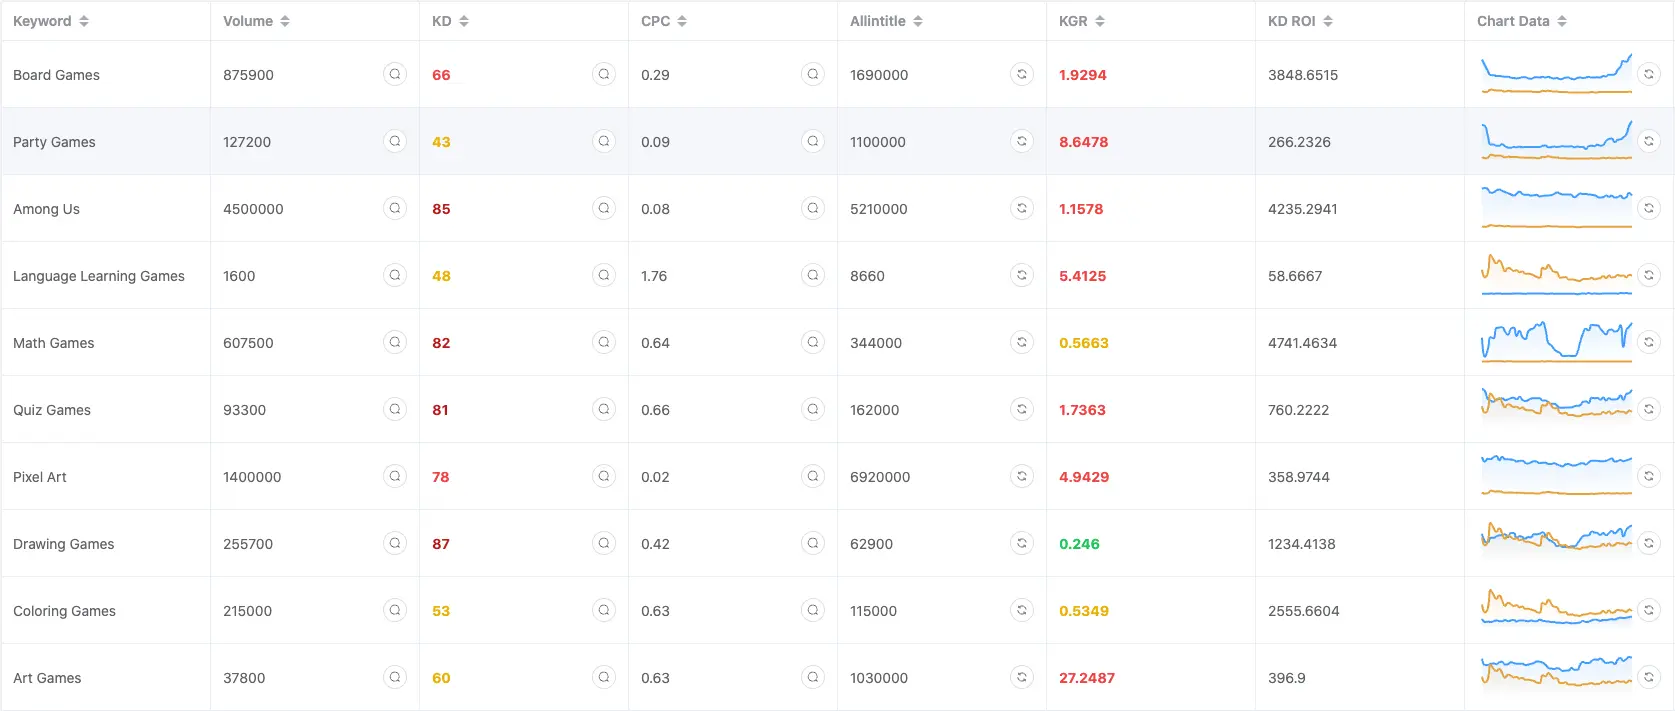 Keyword Volume KD CPC Allintitle KGR KD ROI Chart Data
Board Games 875900 66 0.29 1690000 1.9294 3848.6515
Party Games 127200 43 0.09 1100000 8.6478 266.2326
Among Us 4500000 85 0.08 5210000 1.1578 4235.2941
Language Learning Games 1600 48 1.76 8660 5.4125 58.6667
Math Games 607500 82 0.64 344000 0.5663 4741.4634
Quiz Games 93300 81 0.66 162000 1.7363 760.2222
Pixel Art 1400000 78 0.02 6920000 4.9429 358.9744
Drawing Games 255700 87 0.42 62900 0.246 1234.4138
Coloring Games 215000 53 0.63 115000 0.5349 2555.6604
Art Games 37800 60 0.63 1030000 27.2487 396.9